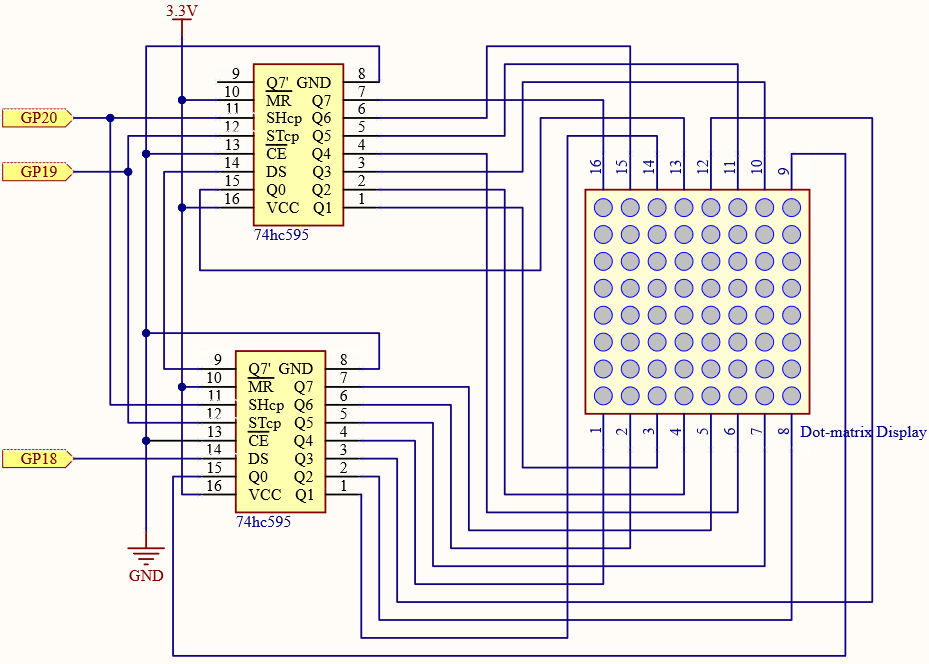 3.3V
9 Q7' GND 8
10 MR Q7 7
GP20 11 SHcp Q6 6
12 STcp Q5 5
13 CE Q4 4
GP19 14 DS Q3 3
15 Q0 Q2 2
16 VCC Q1 1
74hc595
16 15 14 13 12 11 10 9
9 Q7' GND 8
10 MR Q7 7
11 SHcp Q6 6
12 STcp Q5 5
13 CE Q4 4
GP18 14 DS Q3 3
15 Q0 Q2 2
16 VCC Q1 1
74hc595
1 2 3 4 5 6 7 8 Dot-matrix Display
GND